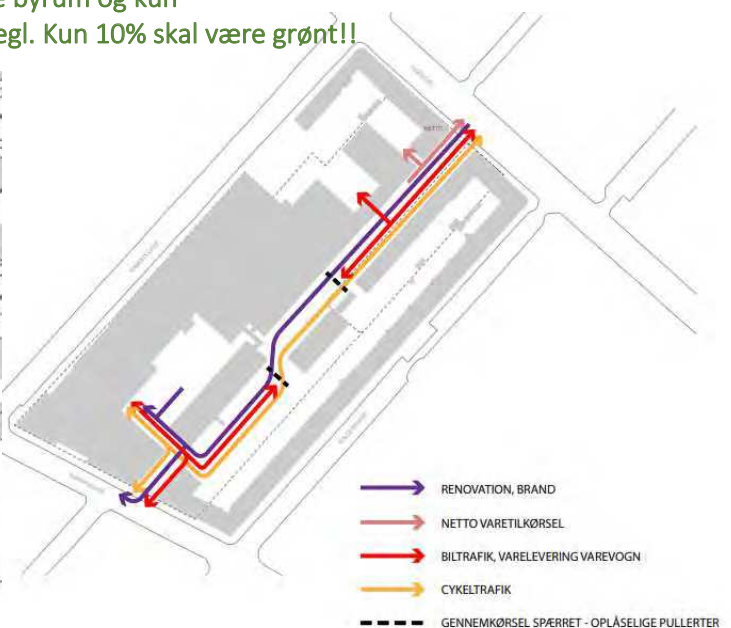 e byrum og kun
egl. Kun 10% skal være grønt!!
NETTO
RENOVATION, BRAND
NETTO VARETILKØRSEL
BILTRAFIK, VARELEVERING VAREVOGN
CYKELTRAFIK
GENNEMKØRSEL SPÆRRET - OPLÅSELIGE PULLERTER